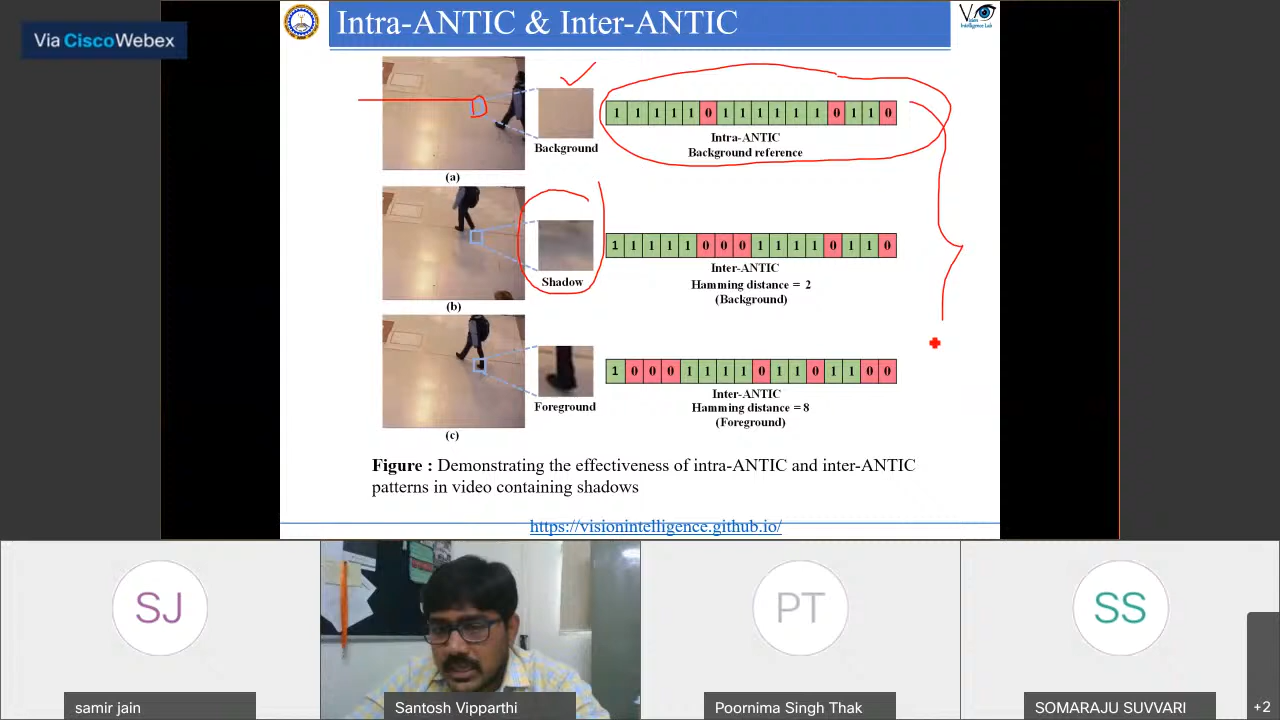 Via Cisco Webex
Intra-ANTIC & Inter-ANTIC
Vision
Intelligence Lab
1 1 1 1 1 0 1 1 1 1 1 1 0 1 1 0
Intra-ANTIC
Background reference
Background
(a)
1 1 1 1 1 0 0 0 1 1 1 1 0 1 1 0
Inter-ANTIC
Hamming distance = 2
(Background)
Shadow
(b)
1 0 0 0 1 1 1 1 0 1 1 0 1 1 0 0
Inter-ANTIC
Hamming distance = 8
(Foreground)
Foreground
(c)
Figure : Demonstrating the effectiveness of intra-ANTIC and inter-ANTIC
patterns in video containing shadows
https://visionintelligence.github.io/
SJ
PT
SS
samir jain
Santosh Vipparthi
Poornima Singh Thak
SOMARAJU SUVVARI
+2